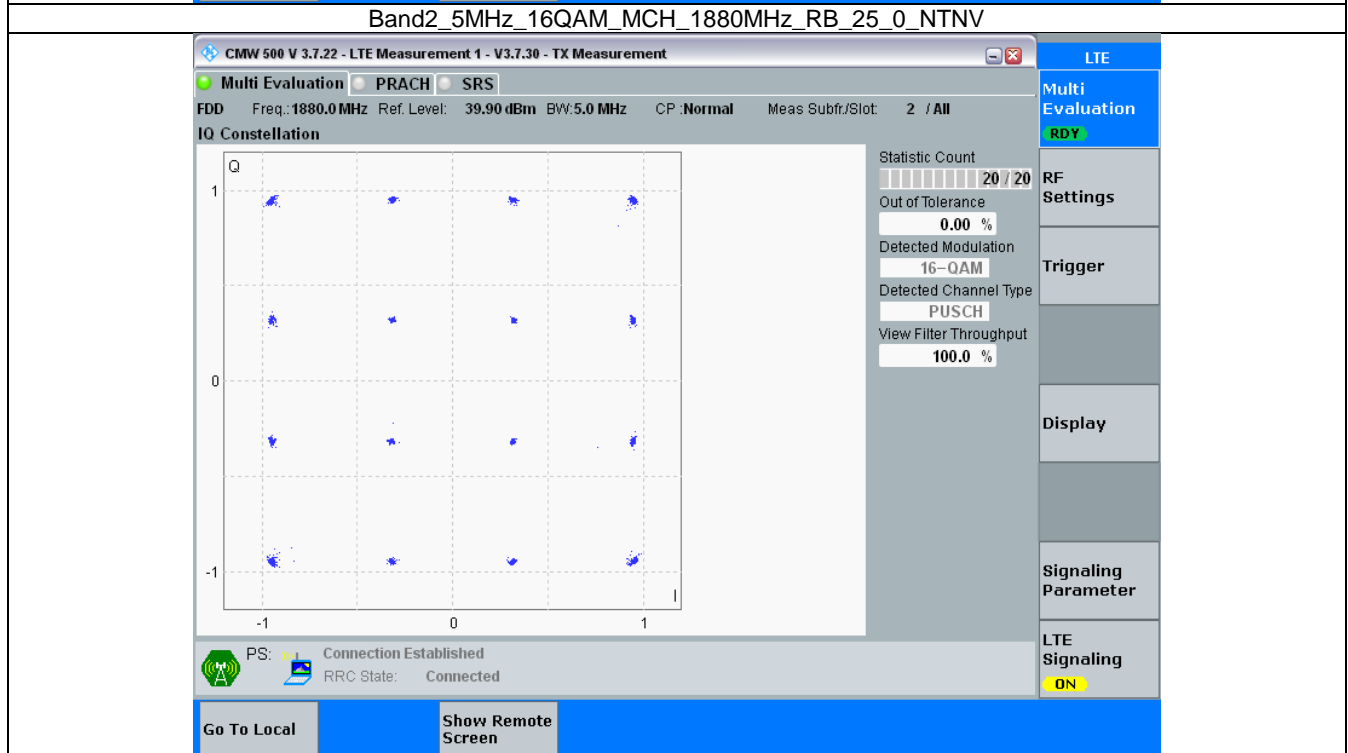 Band2_5MHz_16QAM_MCH_1880MHz_RB_25_0_NTNV
CMW 500 V 3.7.22 - LTE Measurement 1 - V3.7.30 - TX Measurement
LTE
Multi Evaluation PRACH SRS
Multi
Evaluation
RDY
FDD Freq.:1880.0 MHz Ref. Level: 39.90 dBm BW:5.0 MHz CP :Normal Meas Subfr./Slot: 2 / All
IQ Constellation
Q
1
0
-1
-1 0 1
I
Statistic Count
20 / 20
Out of Tolerance
0.00 %
Detected Modulation
16-QAM
Detected Channel Type
PUSCH
View Filter Throughput
100.0 %
RF
Settings
Trigger
Display
Signaling
Parameter
LTE
Signaling
ON
PS: Connection Established
RRC State: Connected
Go To Local
Show Remote
Screen